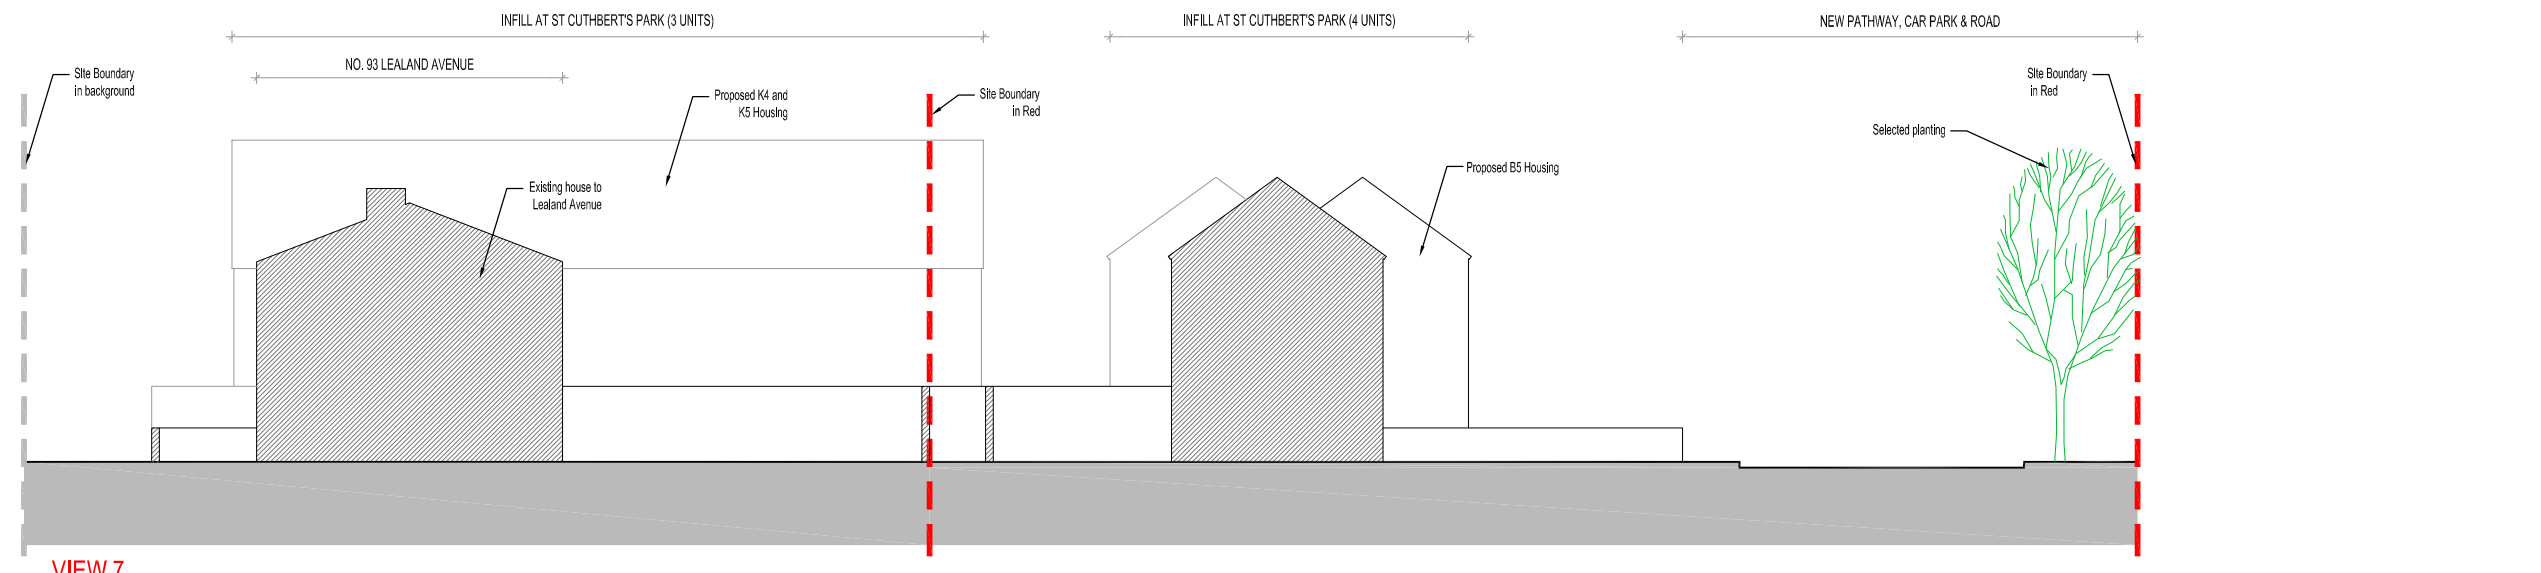 INFILL AT ST CUTHBERT'S PARK (3 UNITS)
INFILL AT ST CUTHBERT'S PARK (4 UNITS)
NEW PATHWAY, CAR PARK & ROAD
NO. 93 LEALAND AVENUE
Site Boundary
in background
Proposed K4 and
K5 Housing
Site Boundary
in Red
Site Boundary
in Red
Selected planting
Existing house to
Lealand Avenue
Proposed B5 Housing
VIEW 7